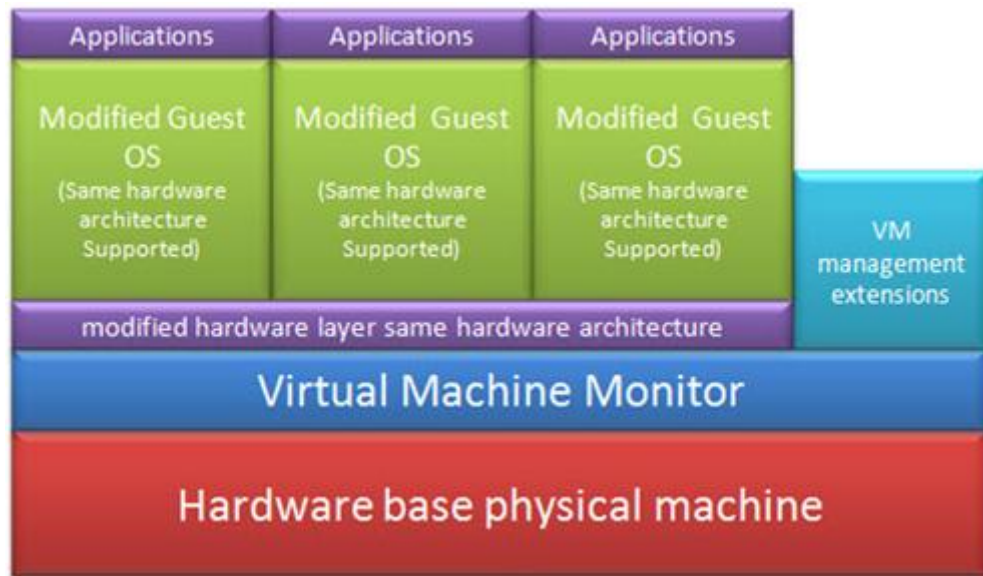 Applications
Applications
Applications
Modified Guest
OS
(Same hardware
architecture
Supported)
Modified Guest
OS
(Same hardware
architecture
Supported)
Modified Guest
OS
(Same hardware
architecture
Supported)
VM
management
extensions
modified hardware layer same hardware architecture
Virtual Machine Monitor
Hardware base physical machine